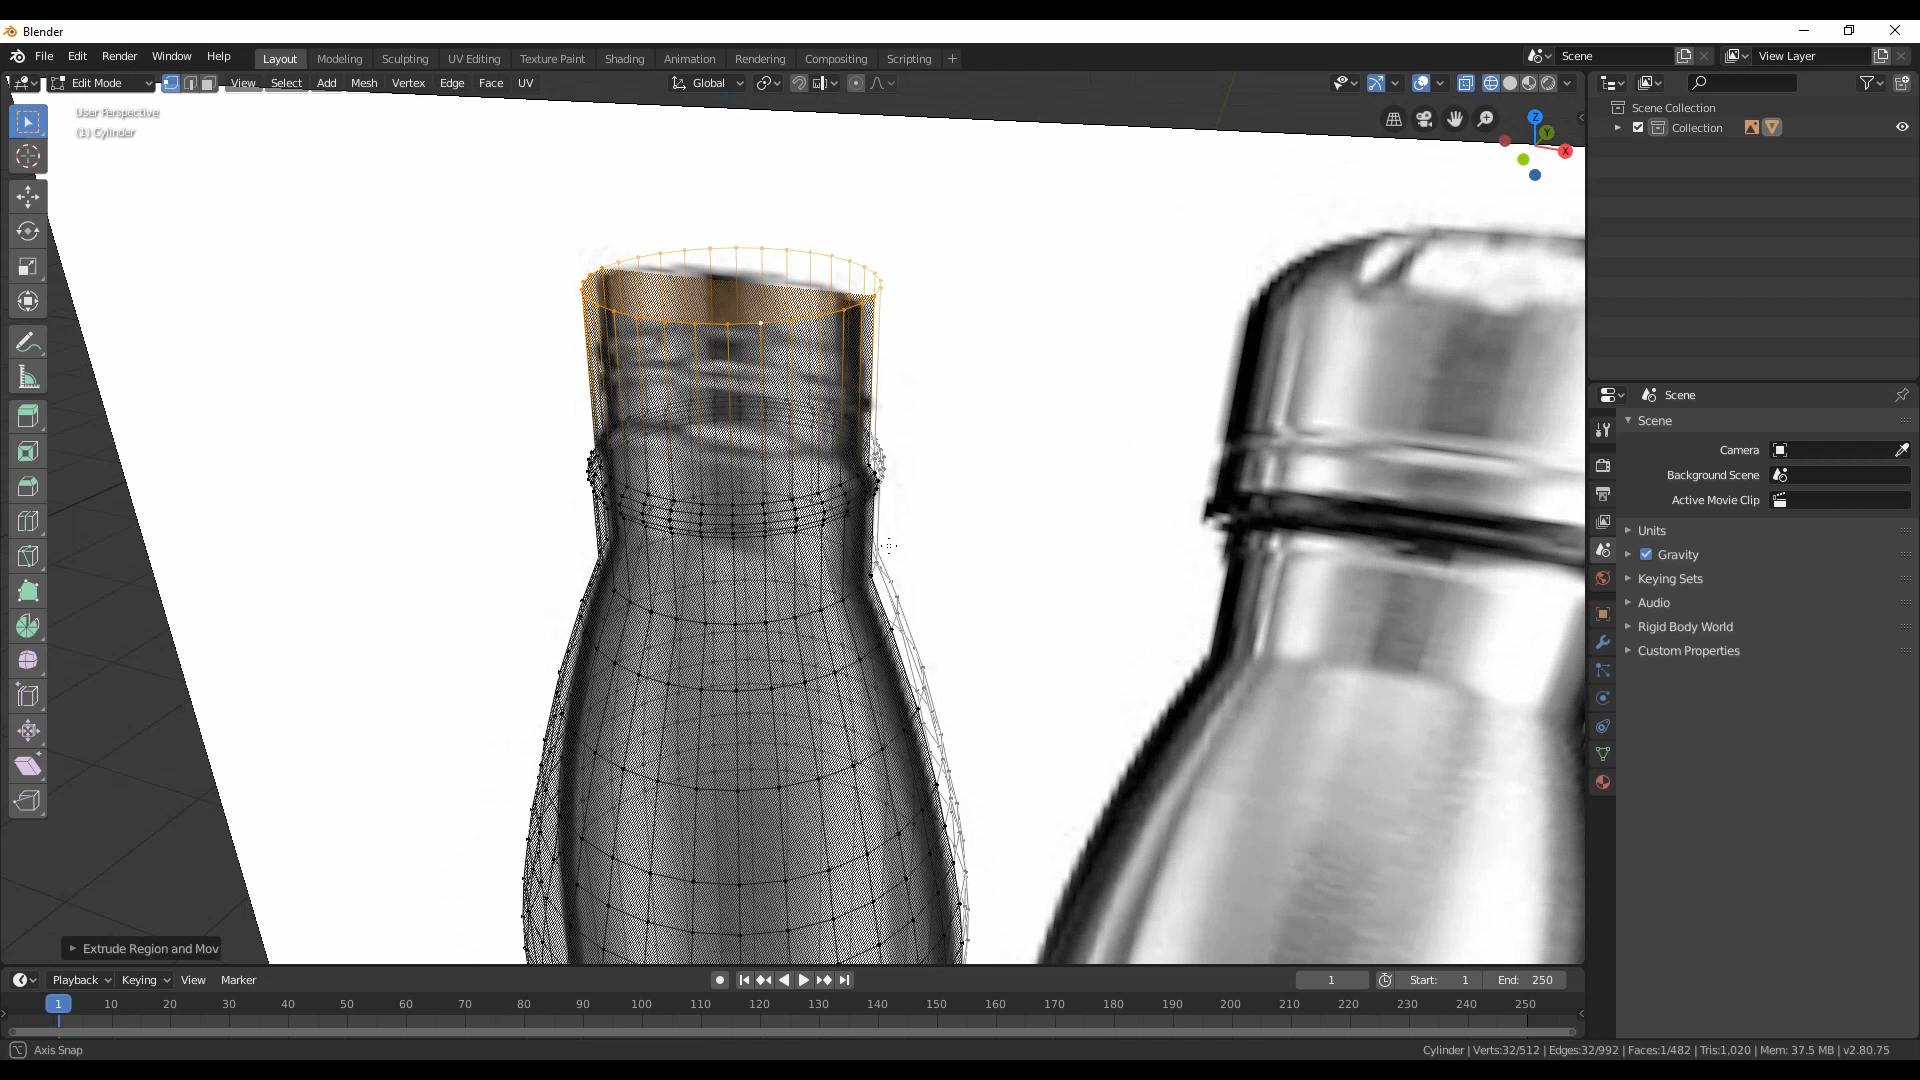 Blender
File Edit Render Window Help
Layout Modeling Sculpting UV Editing Texture Paint Shading Animation Rendering Compositing Scripting +
Scene View Layer
Edit Mode View Select Add Mesh Vertex Edge Face UV Global
User Perspective
(1) Cylinder
Z
Y
X
Scene Collection
Collection
Scene
Scene
Camera
Background Scene
Active Movie Clip
Units
Gravity
Keying Sets
Audio
Rigid Body World
Custom Properties
Extrude Region and Mov
Playback Keying View Marker 1 Start: 1 End: 250
1 10 20 30 40 50 60 70 80 90 100 110 120 130 140 150 160 170 180 190 200 210 220 230 240 250
Axis Snap
Cylinder | Verts:32/512 | Edges:32/992 | Faces:1/482 | Tris:1,020 | Mem: 37.5 MB | v2.80.75